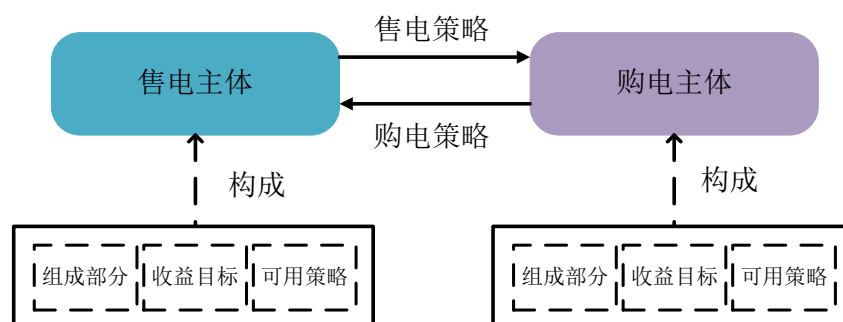 售电策略
售电主体
购电主体
购电策略
构成
构成
组成部分 收益目标 可用策略
组成部分 收益目标 可用策略